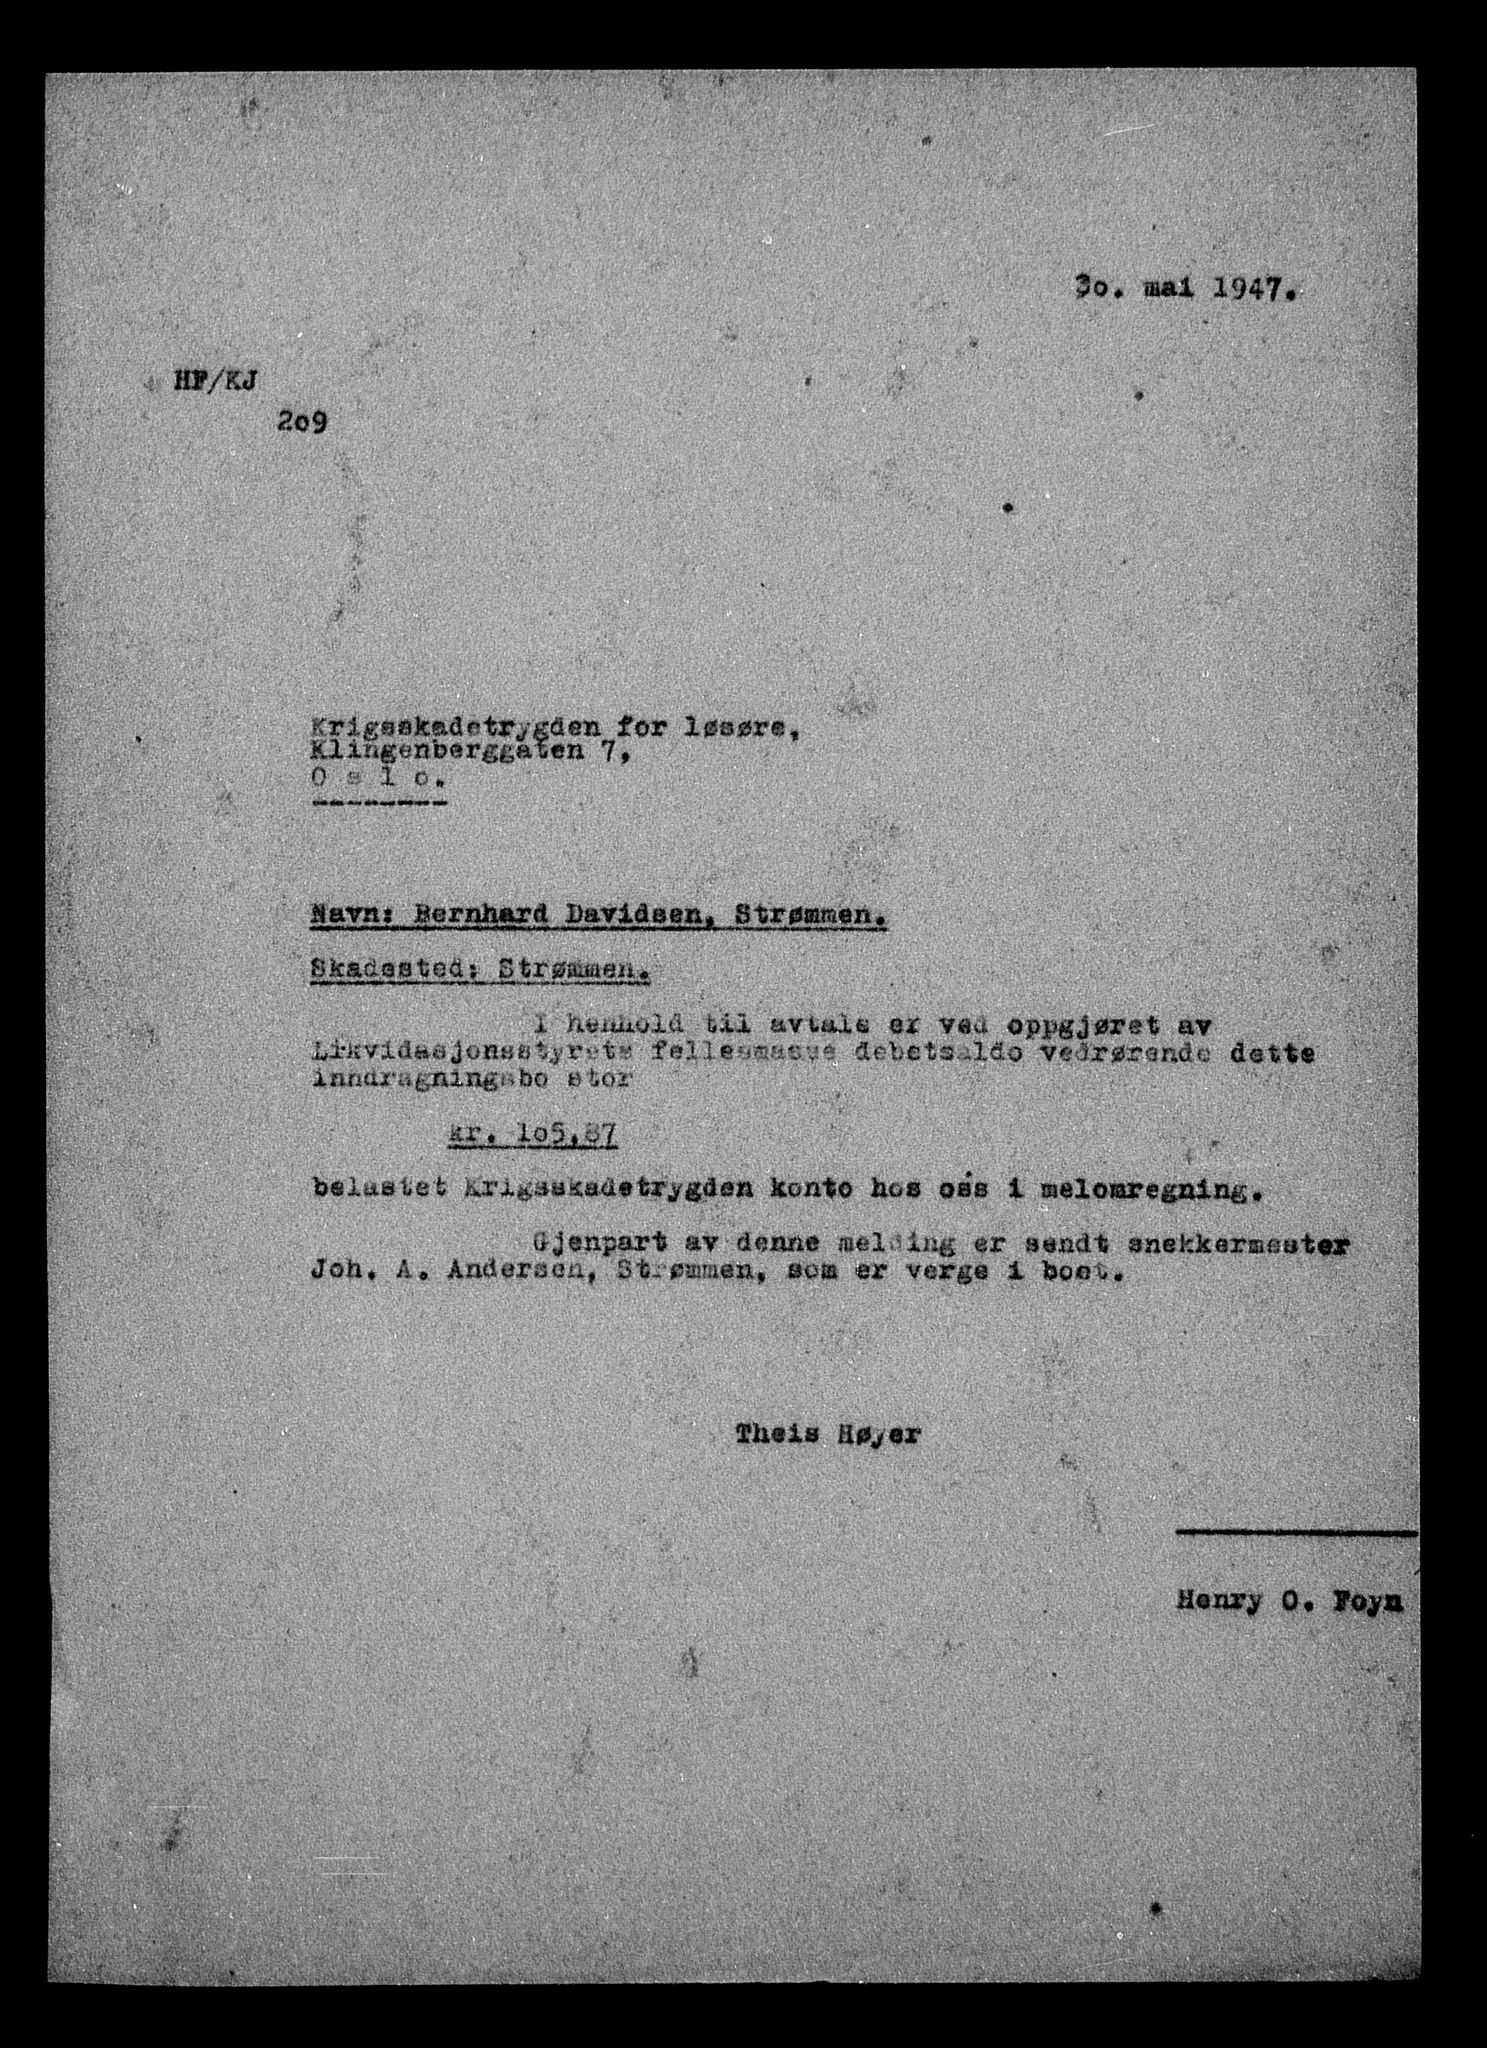 3o. mai 1947.
HF/KJ
2o9
Krigsskadetrygden for løsøre,
Klingenberggaten 7,
O s l o.
Navn: Bernhard Davidsen, Strømmen.
Skadested: Strømmen.
I henhold til avtale er ved oppgjøret av
Likvidasjonsstyrets fellesmasse debetsaldo vedrørende dette
inndragningsbo stor
kr. 1o5,87
belastet Krigsskadetrygden konto hos oss i melomregning.
Gjenpart av denne melding er sendt snekkermester
Joh. A. Andersen, Strømmen, som er verge i boet.
Theis Høyer
Henry O. Foyn